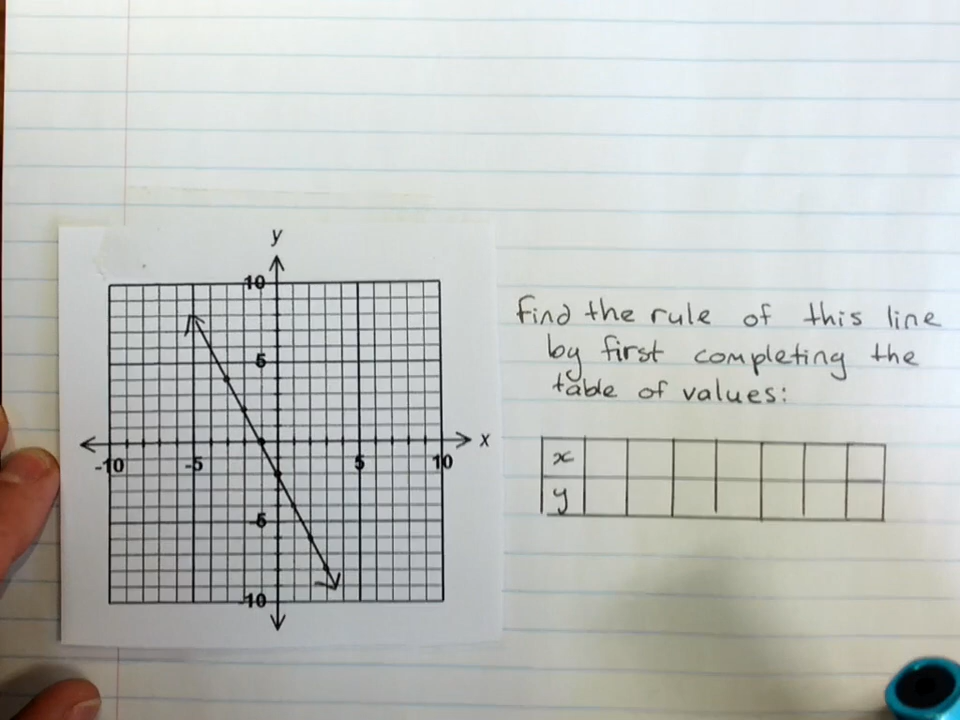 y
10
5
x
-10
-5
5
10
-5
-10
find the rule of this line
by first completing the
table of values:
x
y